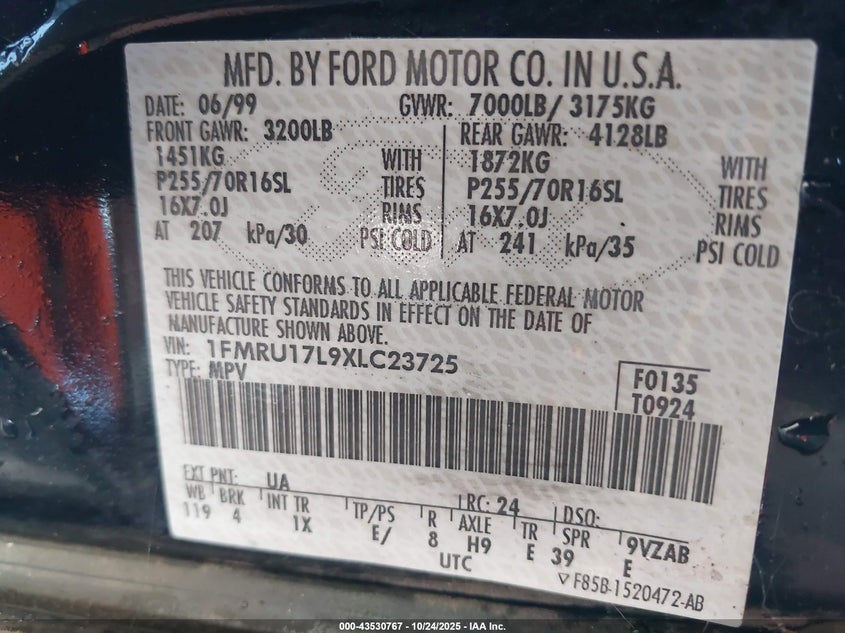 MFD. BY FORD MOTOR CO. IN U.S.A.
DATE: 06/99 GVWR: 7000LB/ 3175KG
FRONT GAWR: 3200LB REAR GAWR: 4128LB
1451KG WITH 1872KG WITH
P255/70R16SL TIRES P255/70R16SL TIRES
16X7.0J RIMS 16X7.0J RIMS
AT 207 kPa/30 PSI COLD AT 241 kPa/35 PSI COLD
THIS VEHICLE CONFORMS TO ALL APPLICABLE FEDERAL MOTOR
VEHICLE SAFETY STANDARDS IN EFFECT ON THE DATE OF
MANUFACTURE SHOWN ABOVE.
VIN: 1FMRU17L9XLC23725
TYPE: MPV
F0135
T0924
EXT PNT: UA RC: 24 DSO:
WB BRK INT TR TP/PS R AXLE TR SPR 9VZAB
119 4 1X E/ 8 H9 E 39 E
UTC
▽ F85B-1520472-AB
000-43530767 - 10/24/2025 - IAA Inc.